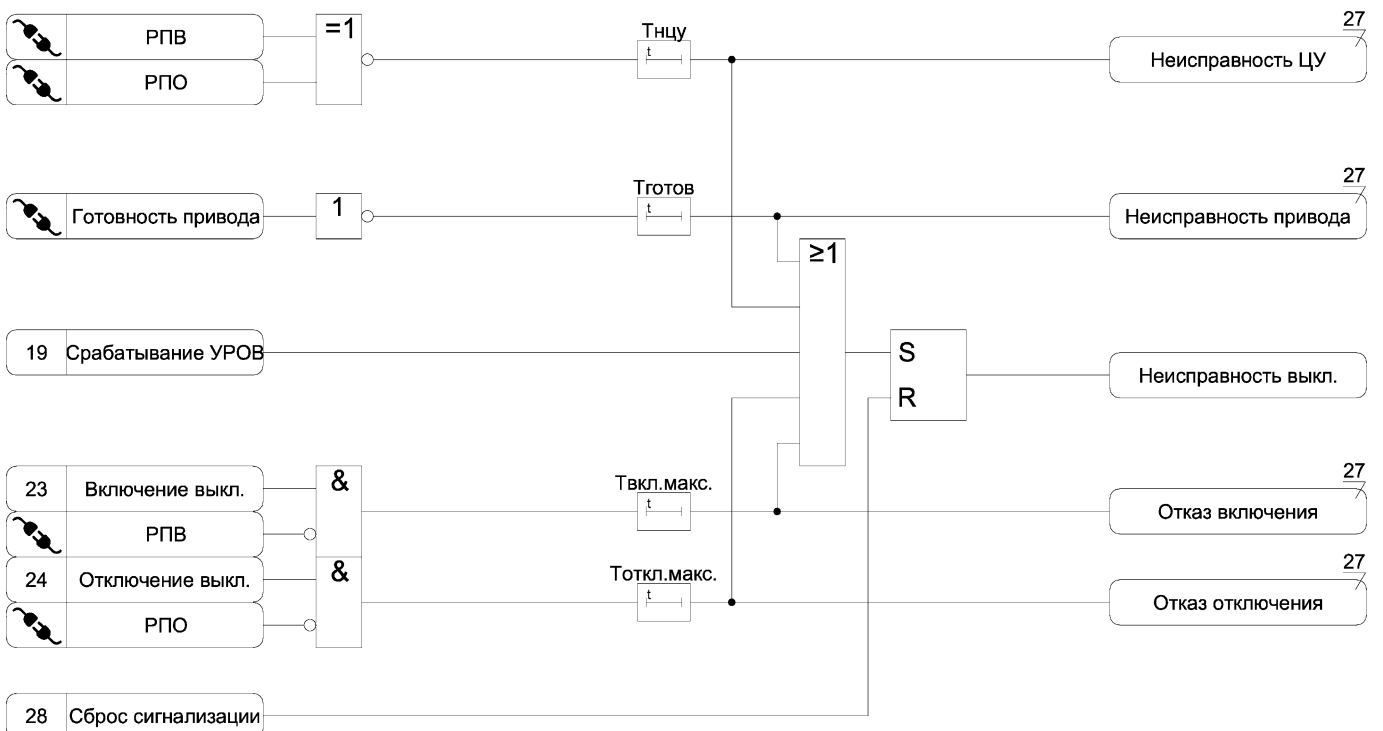 РПВ
РПО
=1
Тнцу
t
27
Неисправность ЦУ
Готовность привода
1
Тготов
t
27
Неисправность привода
≥1
19
Срабатывание УРОВ
S
R
Неисправность выкл.
23
Включение выкл.
РПВ
&
Твкл.макс.
t
27
Отказ включения
24
Отключение выкл.
РПО
&
Тоткл.макс.
t
27
Отказ отключения
28
Сброс сигнализации